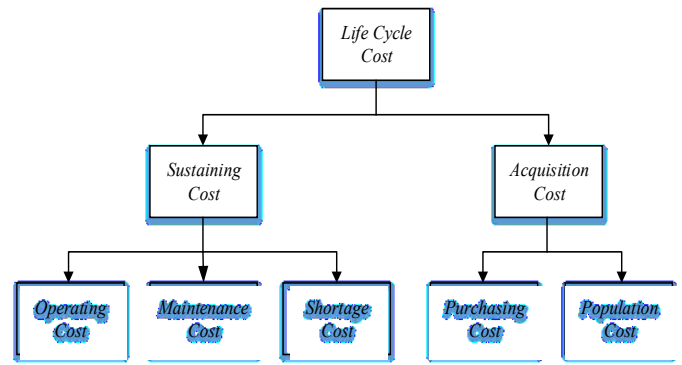 Life Cycle
Cost
Sustaining
Cost
Acquisition
Cost
Operating
Cost
Maintenance
Cost
Shortage
Cost
Purchasing
Cost
Population
Cost